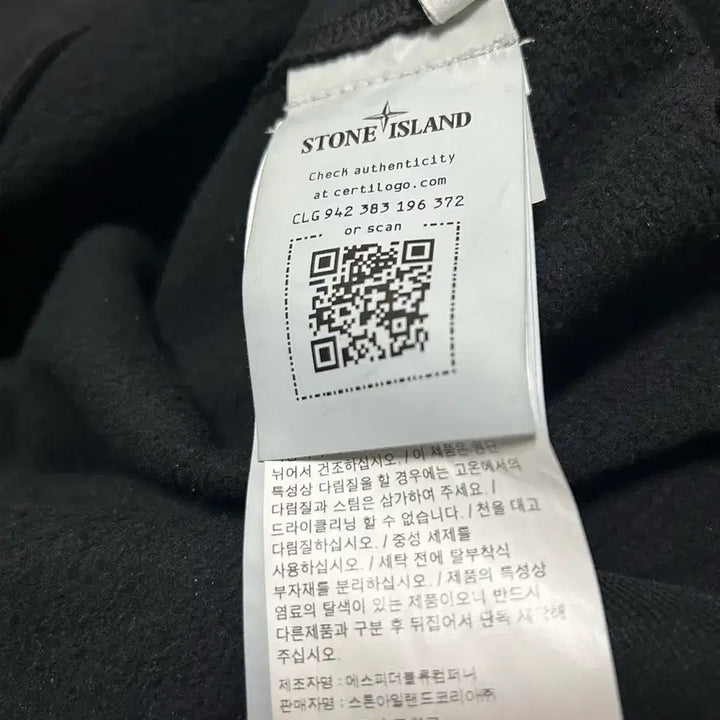 STONE ISLAND
Check authenticity
at certilogo.com
CLG 942 383 196 372
or scan
뉘어서 건조하십시오. / 이 제품은 원단
특성상 다림질을 할 경우에는 고온에서의
다림질과 스팀은 삼가하여 주세요. /
드라이클리닝 할 수 없습니다. / 천을 대고
다림질하십시오. / 중성 세제를
사용하십시오. / 세탁 전에 탈부착식
부자재를 분리하십시오. / 제품의 특성상
염료의 탈색이 있는 제품이오니 반드시
다른제품과 구분 후 뒤집어서 단독 세탁해
주십시오.
제조자명 : 에스피더블류컴퍼니
판매자명 : 스톤아일랜드코리아㈜